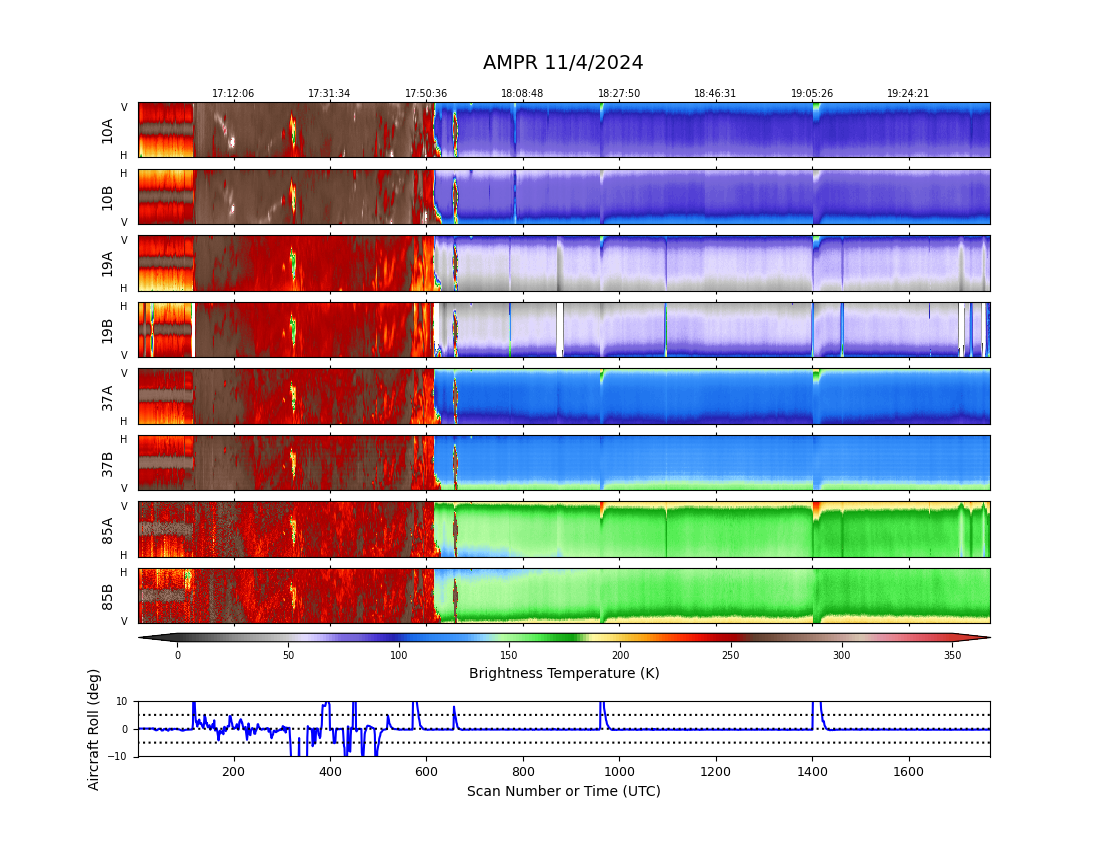 AMPR 11/4/2024
17:12:06 17:31:34 17:50:36 18:08:48 18:27:50 18:46:31 19:05:26 19:24:21
V
10A
H
H
10B
V
V
19A
H
H
19B
V
V
37A
H
H
37B
V
V
85A
H
H
85B
V
0 50 100 150 200 250 300 350
Brightness Temperature (K)
Aircraft Roll (deg)
10
0
−10
200 400 600 800 1000 1200 1400 1600
Scan Number or Time (UTC)